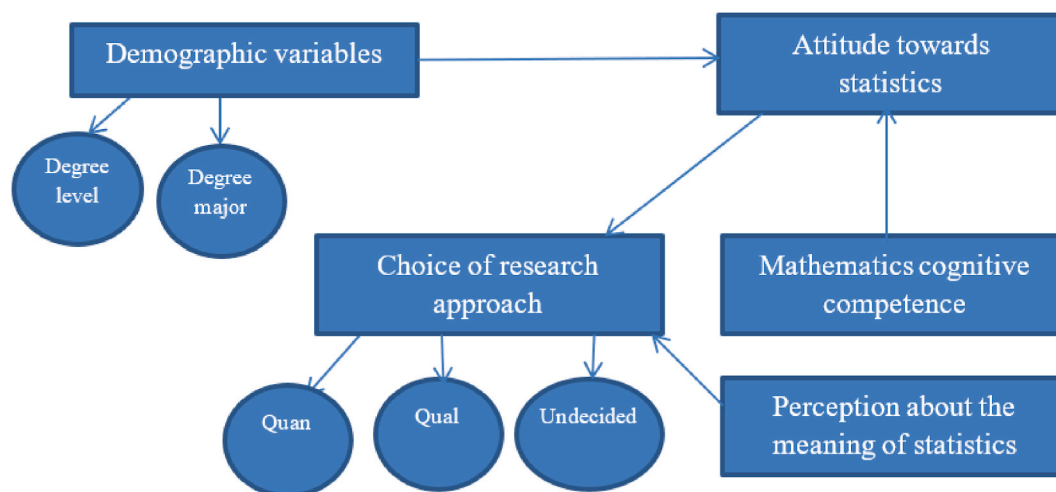 Demographic variables
Attitude towards
statistics
Degree
level
Degree
major
Choice of research
approach
Mathematics cognitive
competence
Quan
Qual
Undecided
Perception about the
meaning of statistics